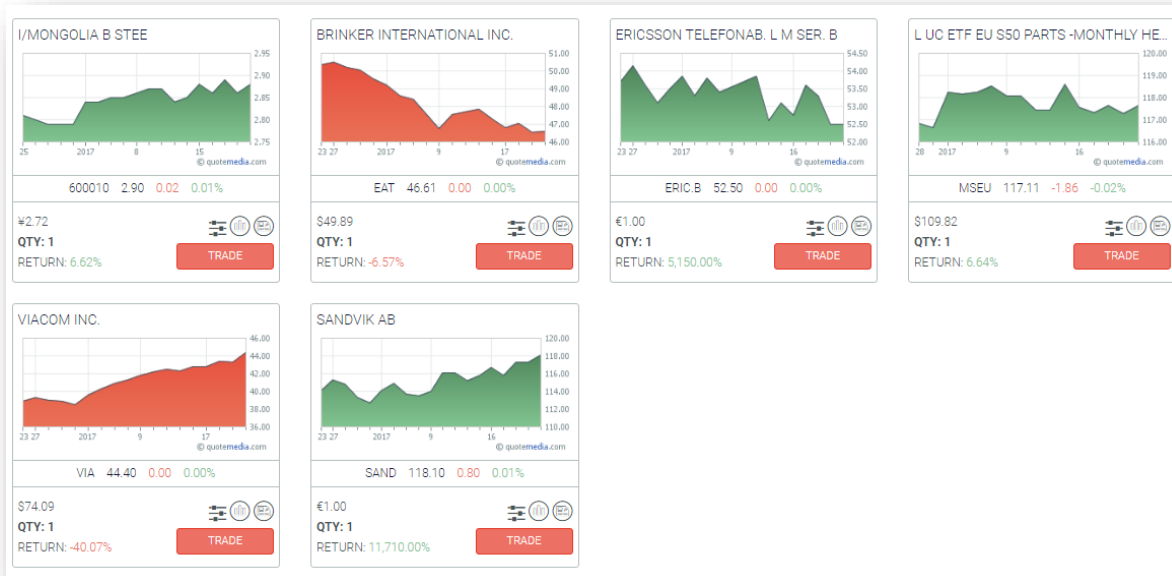 I/MONGOLIA B STEE
2.95
2.90
2.85
2.80
2.75
25 2017 8 15
© quotemedia.com
600010 2.90 0.02 0.01%
¥2.72
QTY: 1
RETURN: 6.62%
TRADE
BRINKER INTERNATIONAL INC.
51.00
50.00
49.00
48.00
47.00
46.00
23 27 2017 9 17
© quotemedia.com
EAT 46.61 0.00 0.00%
$49.89
QTY: 1
RETURN: -6.57%
TRADE
ERICSSON TELEFONAB. L M SER. B
54.50
54.00
53.50
53.00
52.50
52.00
23 27 2017 9 16
© quotemedia.com
ERIC.B 52.50 0.00 0.00%
€1.00
QTY: 1
RETURN: 5,150.00%
TRADE
L UC ETF EU S50 PARTS -MONTHLY HE...
120.00
119.00
118.00
117.00
116.00
28 2017 9 16
© quotemedia.com
MSEU 117.11 -1.86 -0.02%
$109.82
QTY: 1
RETURN: 6.64%
TRADE
VIACOM INC.
46.00
44.00
42.00
40.00
38.00
36.00
23 27 2017 9 17
© quotemedia.com
VIA 44.40 0.00 0.00%
$74.09
QTY: 1
RETURN: -40.07%
TRADE
SANDVIK AB
120.00
118.00
116.00
114.00
112.00
110.00
23 27 2017 9 16
© quotemedia.com
SAND 118.10 0.80 0.01%
€1.00
QTY: 1
RETURN: 11,710.00%
TRADE